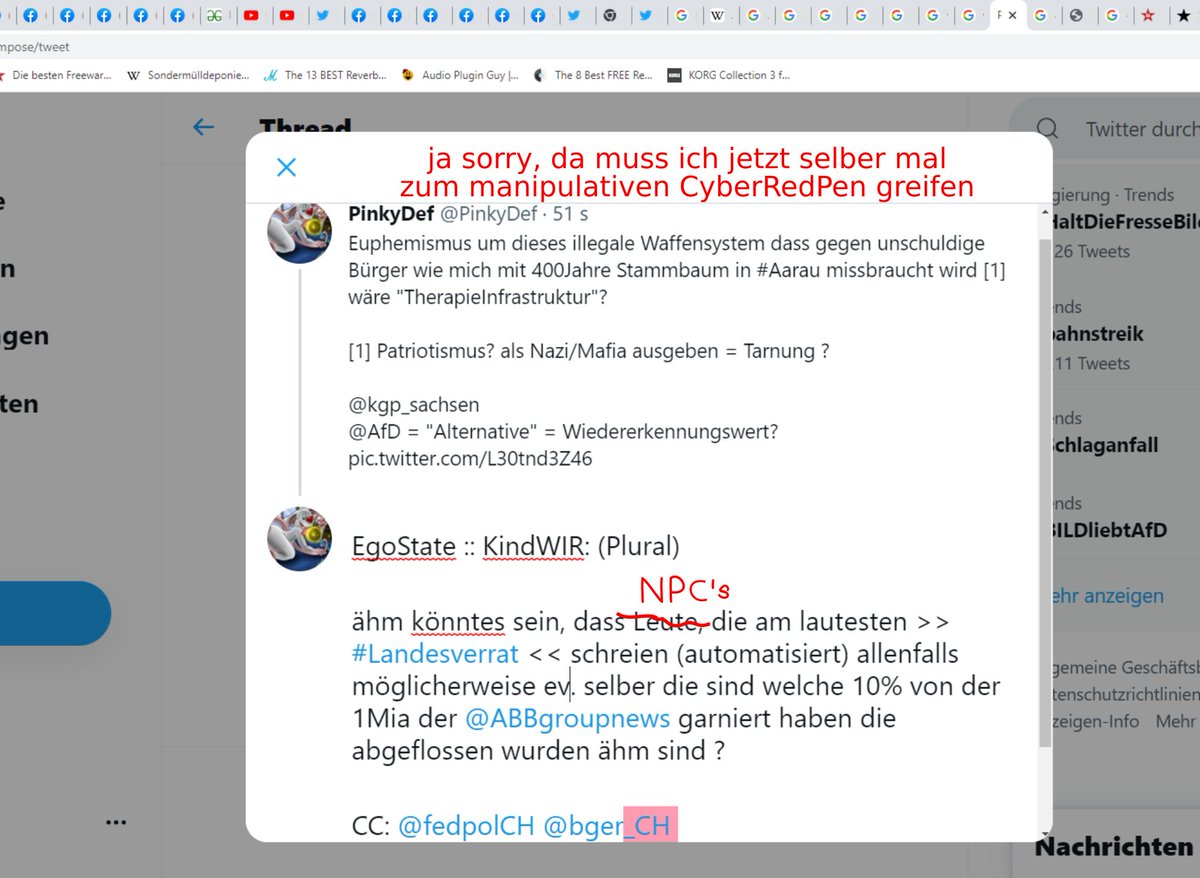 mpose/tweet
Die besten Freewar...
Sondermülldeponie...
The 13 BEST Reverb...
Audio Plugin Guy |...
The 8 Best FREE Re...
KORG Collection 3 f...
Thread
Twitter durch
ja sorry, da muss ich jetzt selber mal
zum manipulativen CyberRedPen greifen
PinkyDef @PinkyDef · 51 s
Euphemismus um dieses illegale Waffensystem dass gegen unschuldige
Bürger wie mich mit 400Jahre Stammbaum in #Aarau missbraucht wird [1]
wäre "TherapieInfrastruktur"?
[1] Patriotismus? als Nazi/Mafia ausgeben = Tarnung ?
@kgp_sachsen
@AfD = "Alternative" = Wiedererkennungswert?
pic.twitter.com/L30tnd3Z46
EgoState :: KindWIR: (Plural)
NPC's
ähm könntes sein, dass Leute, die am lautesten >>
#Landesverrat << schreien (automatisiert) allenfalls
möglicherweise ev. selber die sind welche 10% von der
1Mia der @ABBgroupnews garniert haben die
abgeflossen wurden ähm sind ?
CC: @fedpolCH @bger_CH
e
n
gen
ten
gierung · Trends
HaltDieFresseBil
26 Tweets
ends
bahnstreik
11 Tweets
ends
Schlaganfall
ends
BILDliebtAfD
ehr anzeigen
gemeine Geschäftsb
tenschutzrichtlinien
zeigen-Info Mehr
Nachrichten